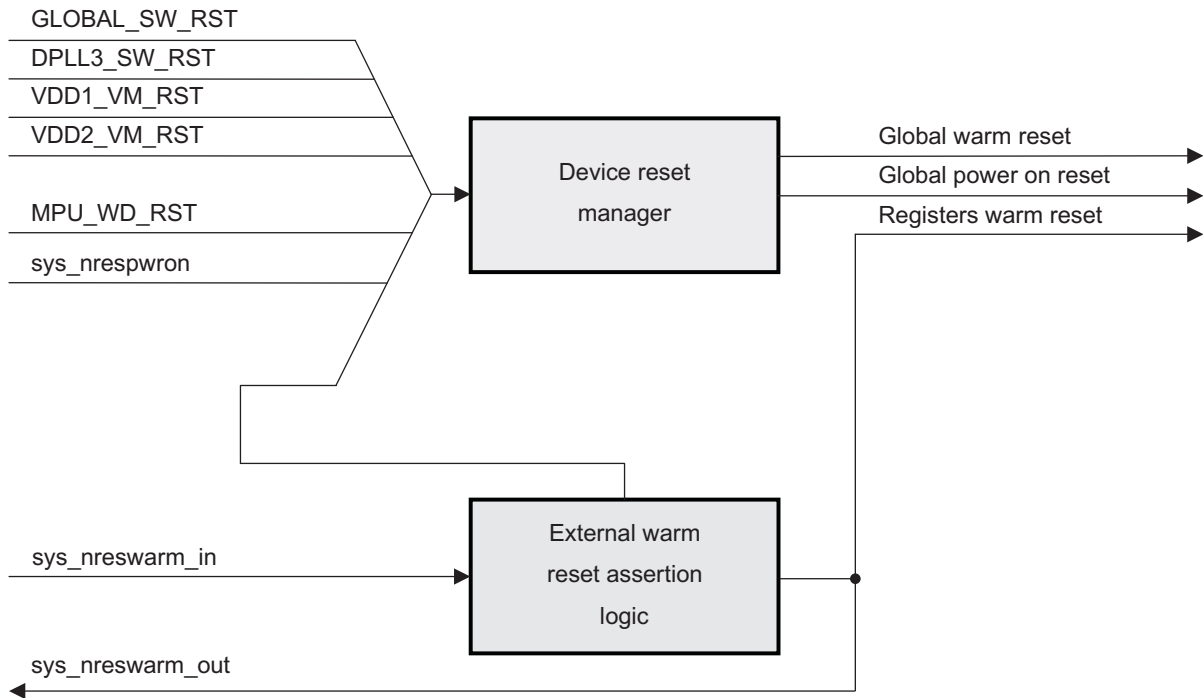 GLOBAL_SW_RST
DPLL3_SW_RST
VDD1_VM_RST
VDD2_VM_RST
MPU_WD_RST
sys_nrespwron
Device reset
manager
Global warm reset
Global power on reset
Registers warm reset
External warm
reset assertion
logic
sys_nreswarm_in
sys_nreswarm_out